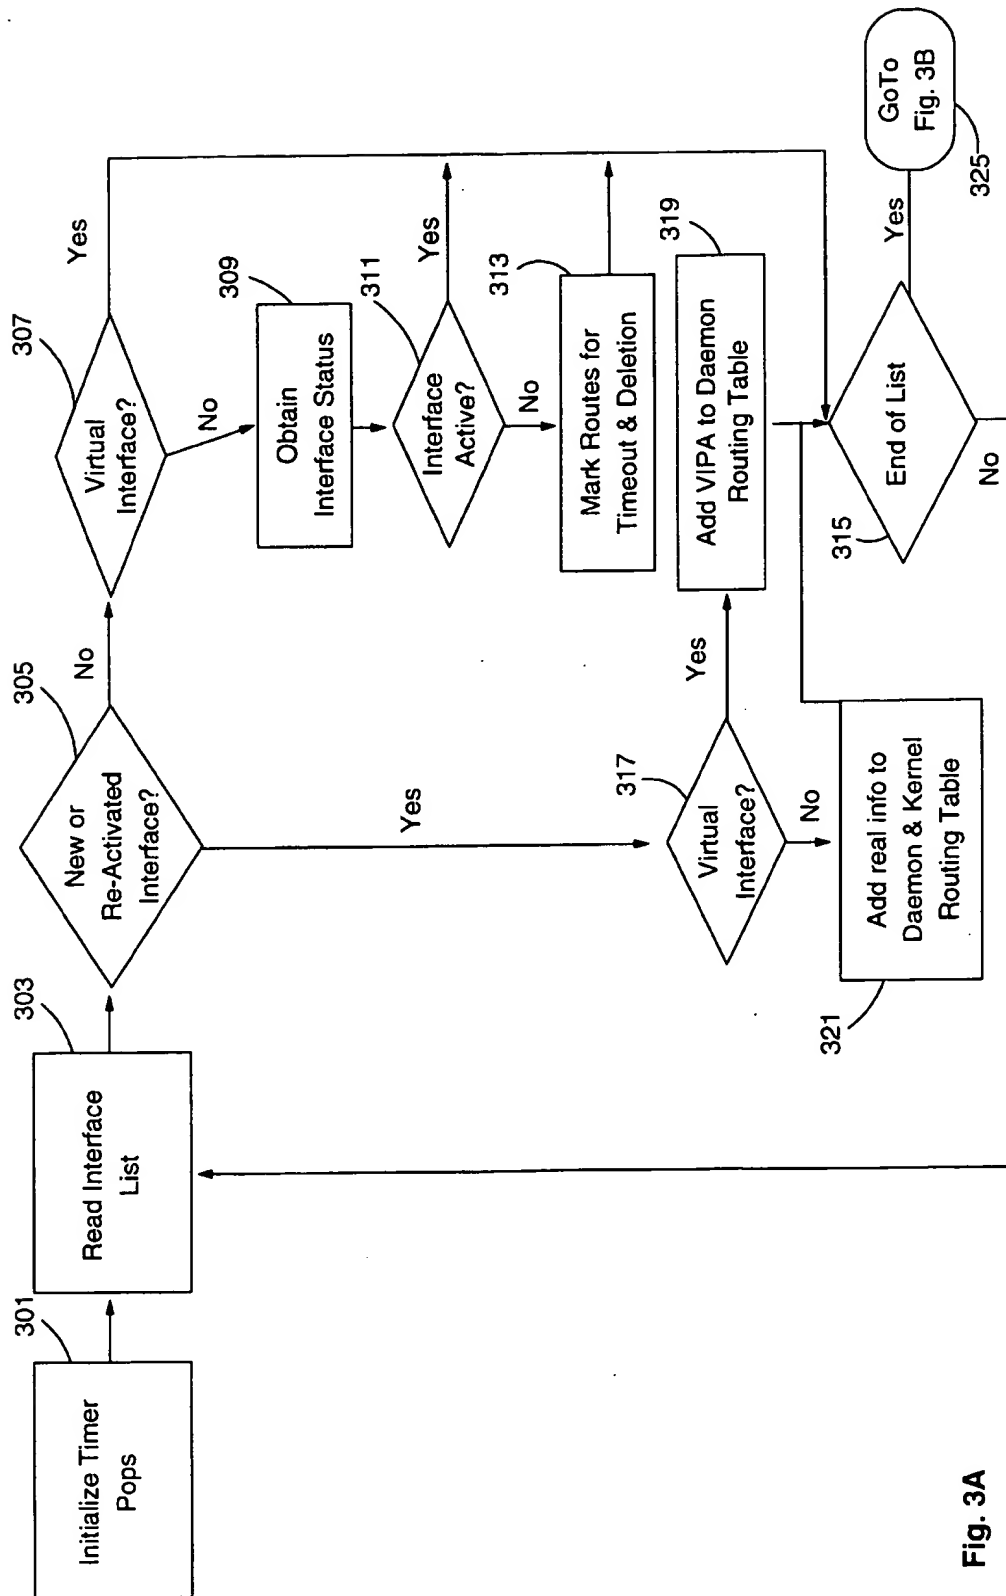 301
Initialize Timer
Pops
303
Read Interface
List
305
New or
Re-Activated
Interface?
No
Yes
307
Virtual
Interface?
Yes
No
309
Obtain
Interface Status
311
Interface
Active?
Yes
No
313
Mark Routes for
Timeout & Deletion
317
Virtual
Interface?
Yes
No
319
Add VIPA to Daemon
Routing Table
321
Add real info to
Daemon & Kernel
Routing Table
315
End of List
Yes
No
GoTo
Fig. 3B
325
Fig. 3A